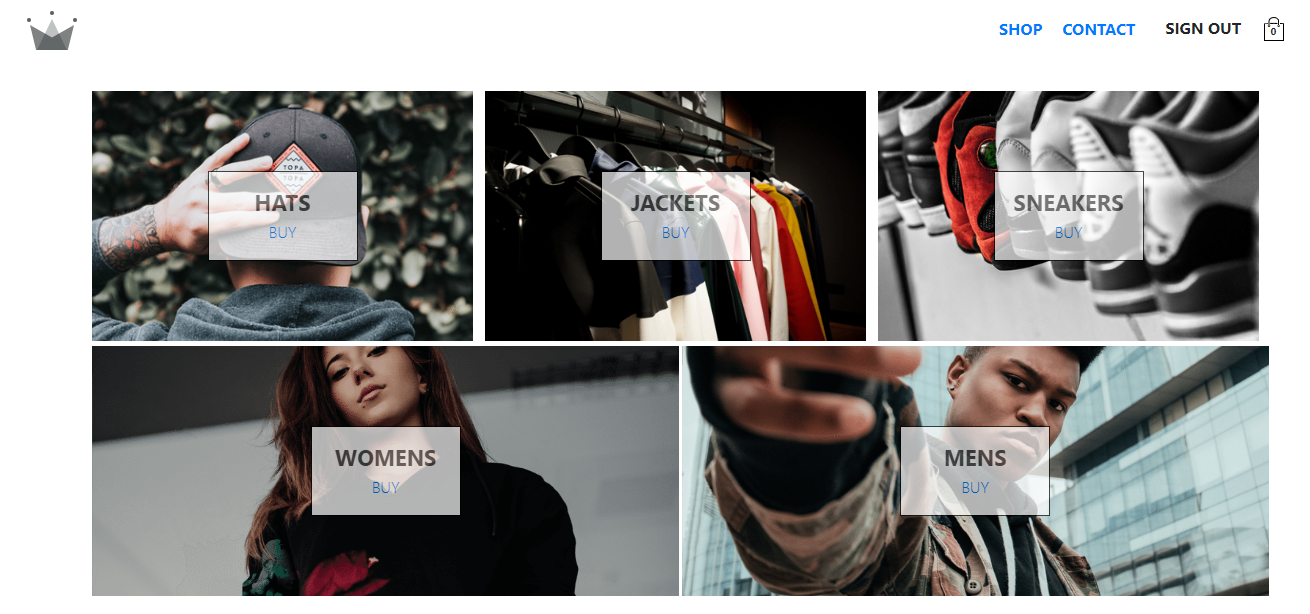 SHOP CONTACT SIGN OUT
0
TOPA
TOPA
HATS
BUY
JACKETS
BUY
SNEAKERS
BUY
WOMENS
BUY
MENS
BUY